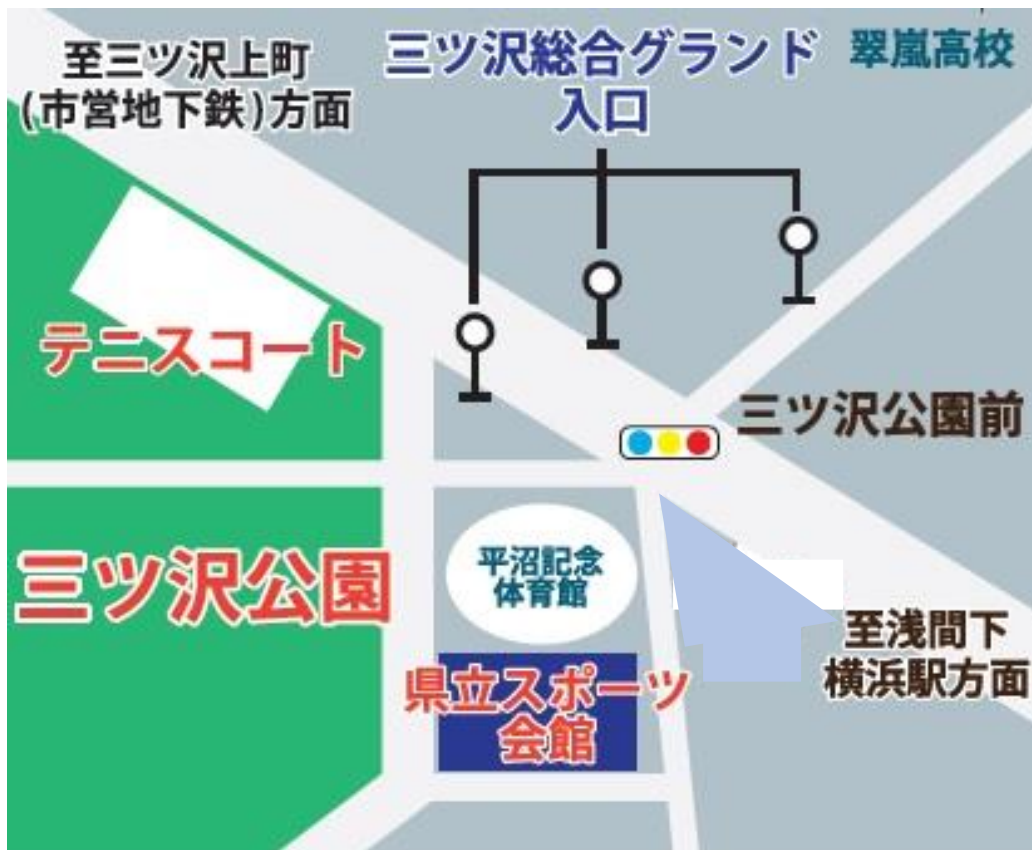 至三ツ沢上町
(市営地下鉄)方面
三ツ沢総合グランド
入口
翠嵐高校
テニスコート
三ツ沢公園前
三ツ沢公園
平沼記念
体育館
至浅間下
横浜駅方面
県立スポーツ
会館